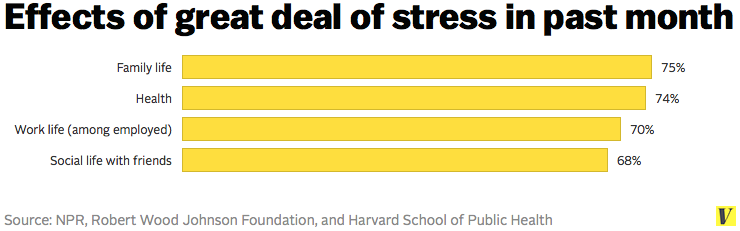 Effects of great deal of stress in past month
Family life 75%
Health 74%
Work life (among employed) 70%
Social life with friends 68%
Source: NPR, Robert Wood Johnson Foundation, and Harvard School of Public Health
V